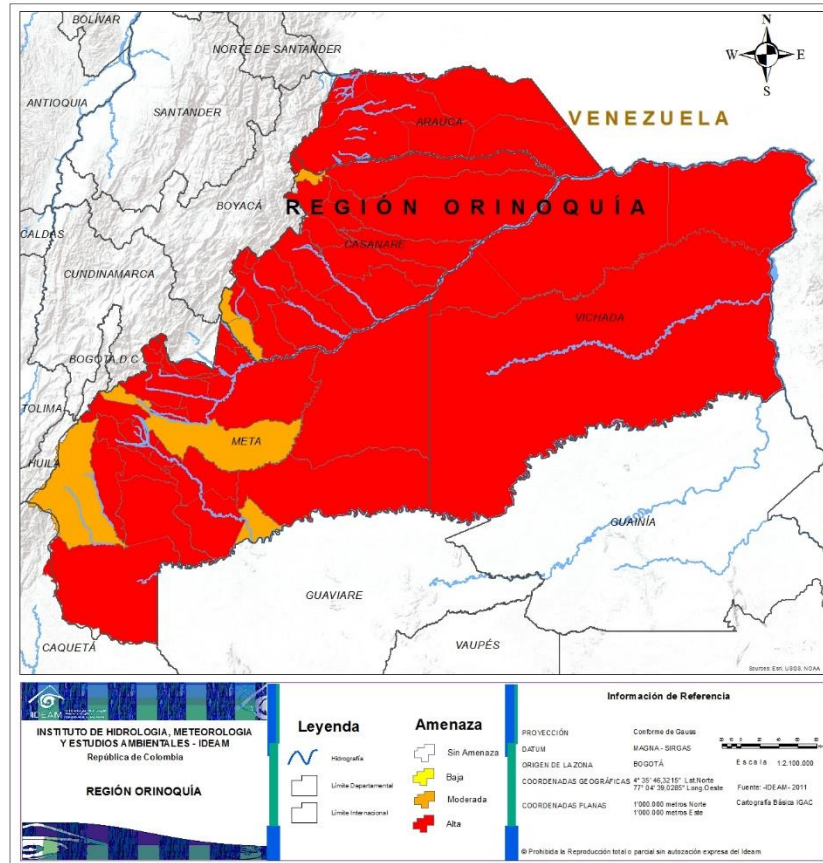 BOLÍVAR
NORTE DE SANTANDER
N
W
E
S
ANTIOQUIA
SANTANDER
ARAUCA
VENEZUELA
BOYACÁ
REGIÓN ORINOQUÍA
CALDAS
CASANARE
CUNDINAMARCA
VICHADA
BOGOTÁ D.C
TOLIMA
META
HUILA
GUAINÍA
GUAVIARE
CAQUETÁ
VAUPÉS
Sources: Esri, USGS, NOAA
IDEAM
INSTITUTO DE HIDROLOGIA, METEOROLOGIA
Y ESTUDIOS AMBIENTALES - IDEAM
República de Colombia
REGIÓN ORINOQUÍA
Leyenda
Hidrografía
Límite Departamental
Límite Internacional
Amenaza
Sin Amenaza
Baja
Moderada
Alta
Información de Referencia
PROYECCIÓN Conforme de Gauss
DATUM MAGNA - SIRGAS
ORIGEN DE LA ZONA BOGOTÁ
Escala 1:2.100.000
COORDENADAS GEOGRÁFICAS 4° 35' 46,3215" Lat.Norte
77° 04' 39,0285" Long.Oeste
Fuente: -IDEAM- 2011
COORDENADAS PLANAS 1'000.000 metros Norte
1'000.000 metros Este
Cartografía Básica IGAC
© Prohibida la Reproducción total o parcial sin autozación expresa del Ideam